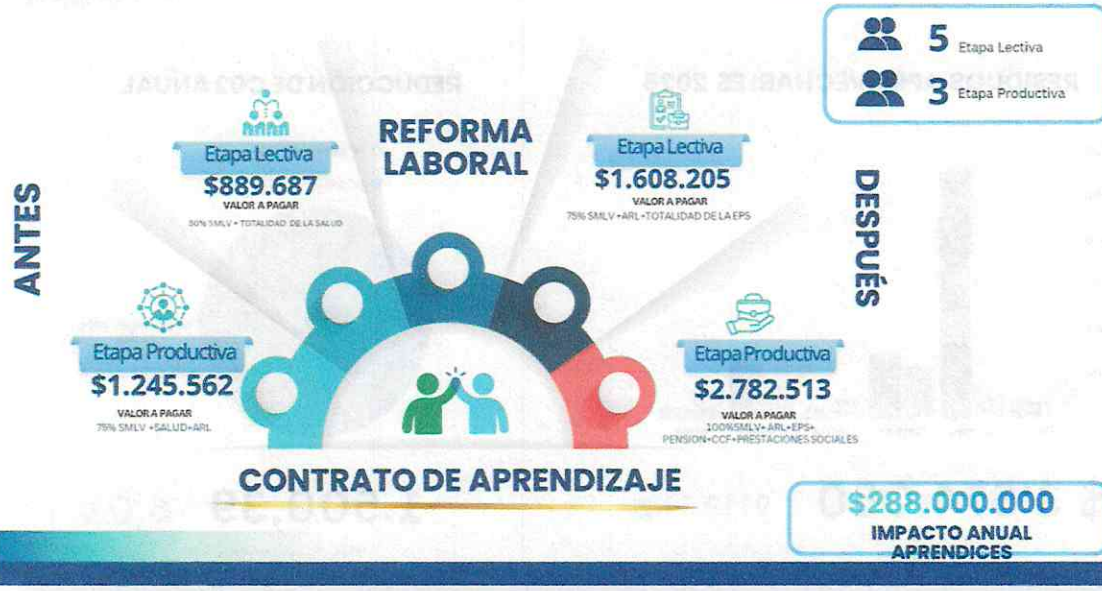 5 Etapa Lectiva
3 Etapa Productiva
REFORMA
LABORAL
ANTES
Etapa Lectiva
$889.687
VALOR A PAGAR
50% SMLV + TOTALIDAD DE LA SALUD
Etapa Productiva
$1.245.562
VALOR A PAGAR
75% SMLV +SALUD+ARL
DESPUÉS
Etapa Lectiva
$1.608.205
VALOR A PAGAR
75% SMLV +ARL+TOTALIDAD DE LA EPS
Etapa Productiva
$2.782.513
VALOR A PAGAR
100%SMLV+ARL+EPS+
PENSION+CCF+PRESTACIONES SOCIALES
CONTRATO DE APRENDIZAJE
$288.000.000
IMPACTO ANUAL
APRENDICES